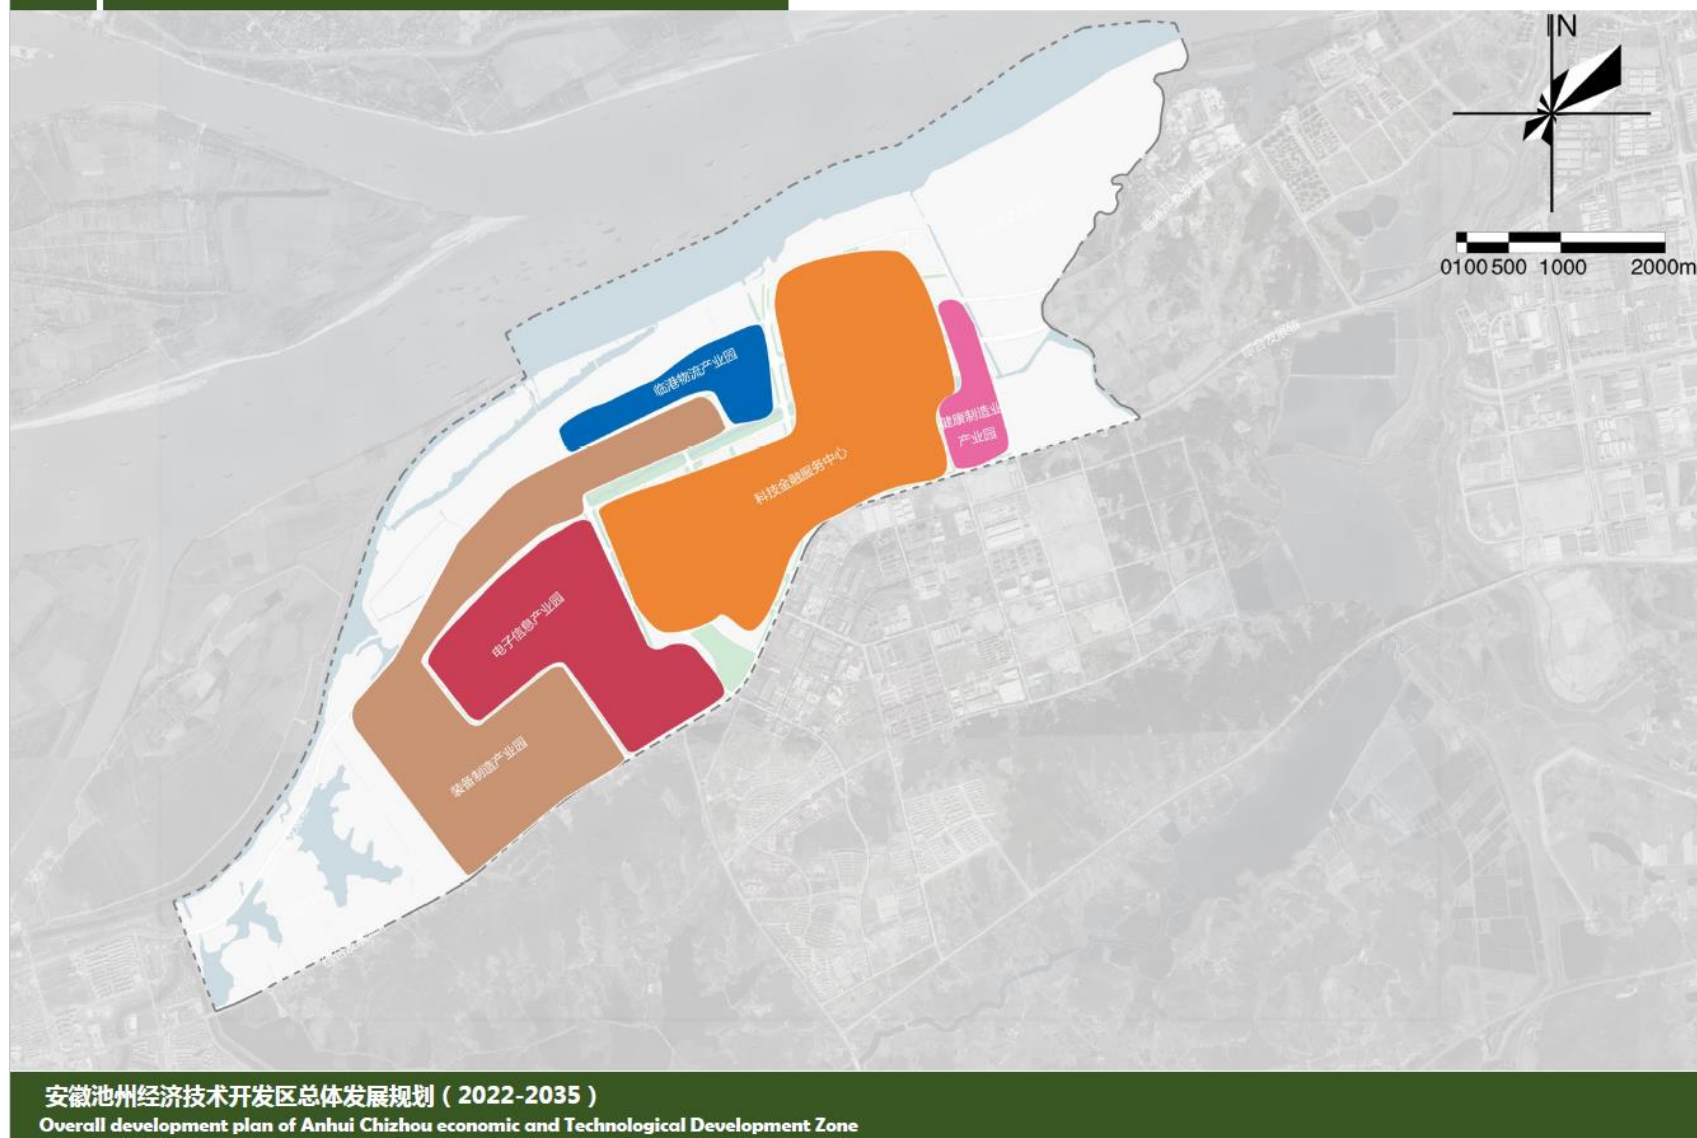 N
0 100 500 1000 2000m
临港物流产业园
健康制造业
产业园
科技金融服务中心
电子信息产业园
装备制造产业园
安徽池州经济技术开发区总体发展规划（2022-2035）
Overall development plan of Anhui Chizhou economic and Technological Development Zone